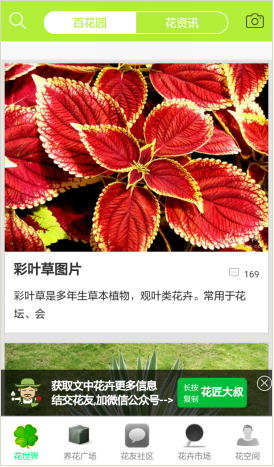 百花园
花资讯
彩叶草图片
169
彩叶草是多年生草本植物，观叶类花卉。常用于花
坛、会
获取文中花卉更多信息
结交花友,加微信公众号-->
长按
复制
花匠大叔
花世界
养花广场
花友社区
花卉市场
花空间